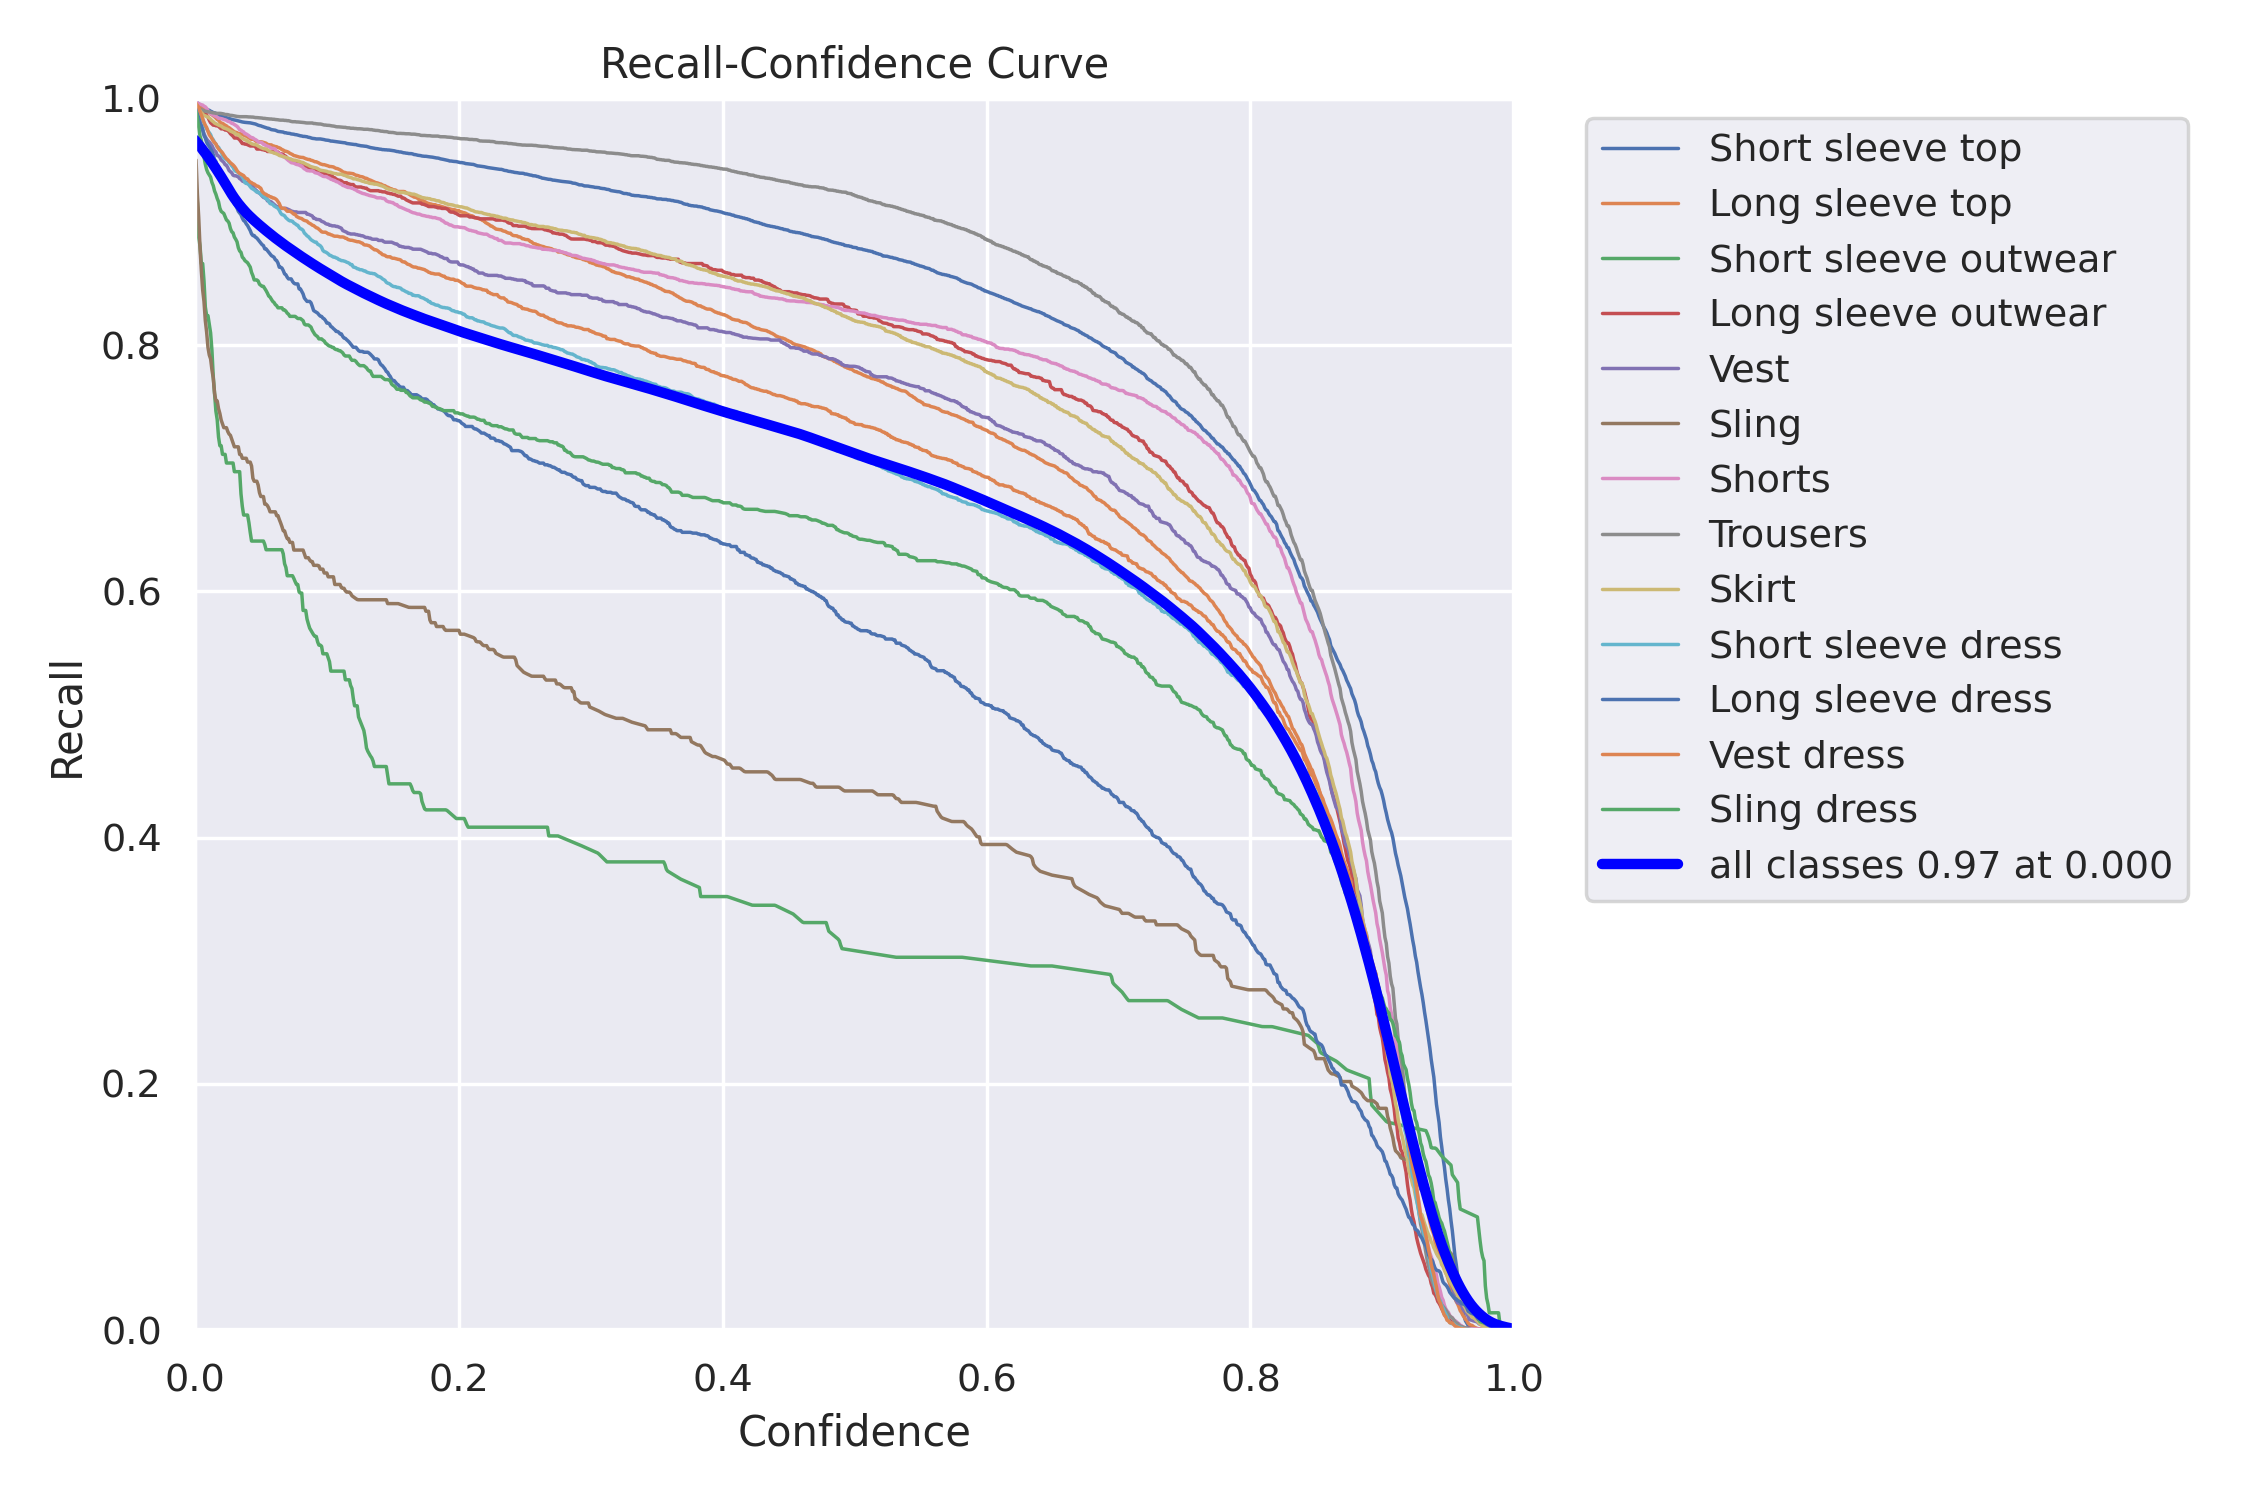 Recall-Confidence Curve
1.0
0.8
0.6
0.4
0.2
0.0
Recall
0.0 0.2 0.4 0.6 0.8 1.0
Confidence
Short sleeve top
Long sleeve top
Short sleeve outwear
Long sleeve outwear
Vest
Sling
Shorts
Trousers
Skirt
Short sleeve dress
Long sleeve dress
Vest dress
Sling dress
all classes 0.97 at 0.000